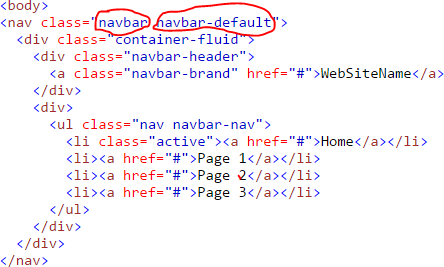 <body>
<nav class="navbar navbar-default">
<div class="container-fluid">
<div class="navbar-header">
<a class="navbar-brand" href="#">WebSiteName</a>
</div>
<div>
<ul class="nav navbar-nav">
<li class="active"><a href="#">Home</a></li>
<li><a href="#">Page 1</a></li>
<li><a href="#">Page 2</a></li>
<li><a href="#">Page 3</a></li>
</ul>
</div>
</div>
</nav>